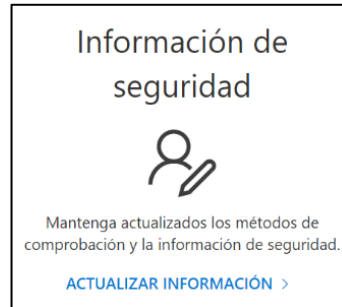 Información de
seguridad
Mantenga actualizados los métodos de
comprobación y la información de seguridad.
ACTUALIZAR INFORMACIÓN >